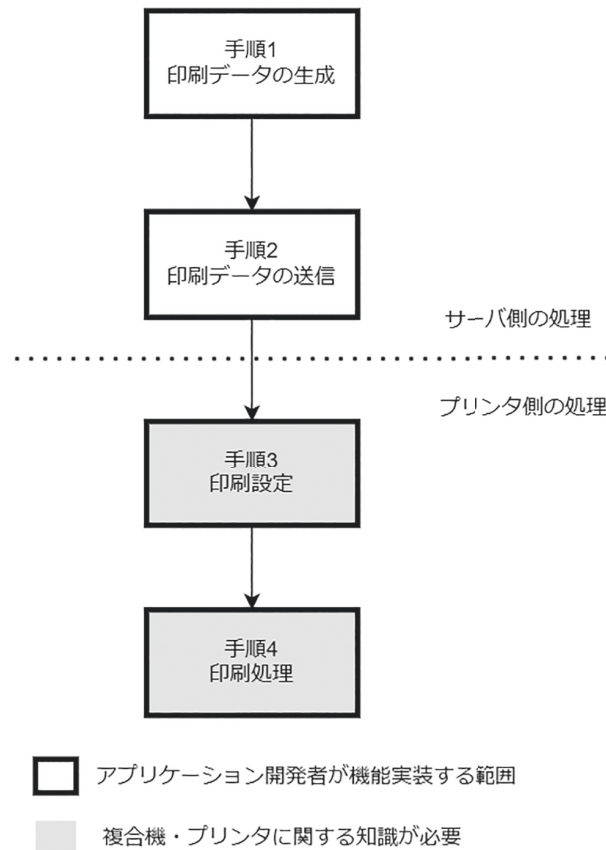 手順1
印刷データの生成
手順2
印刷データの送信
サーバ側の処理
プリンタ側の処理
手順3
印刷設定
手順4
印刷処理
アプリケーション開発者が機能実装する範囲
複合機・プリンタに関する知識が必要